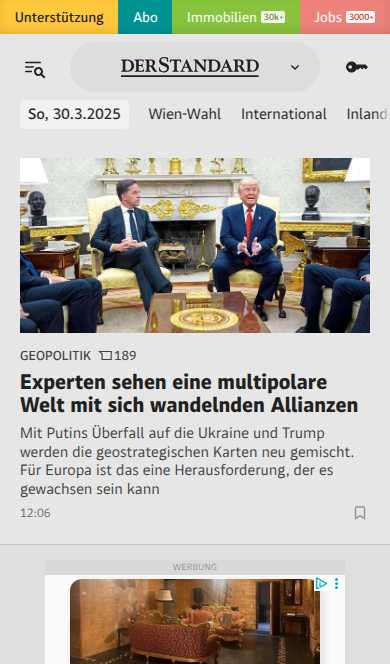 Unterstützung Abo Immobilien 30k+ Jobs 3000+
DERSTANDARD
So, 30.3.2025 Wien-Wahl International Inland
GEOPOLITIK 189
Experten sehen eine multipolare
Welt mit sich wandelnden Allianzen
Mit Putins Überfall auf die Ukraine und Trump
werden die geostrategischen Karten neu gemischt.
Für Europa ist das eine Herausforderung, der es
gewachsen sein kann
12:06
WERBUNG